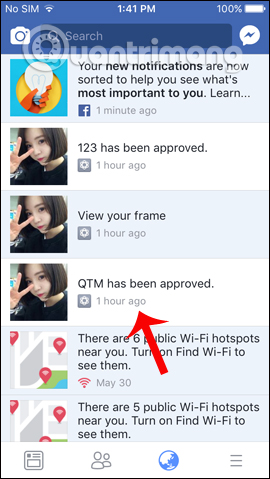 No SIM 1:41 PM 100%
Search
Quantrimang
Your new notifications are now
sorted to help you see what's
most important to you. Learn...
1 minute ago
123 has been approved.
1 hour ago
View your frame
1 hour ago
QTM has been approved.
1 hour ago
There are 6 public Wi-Fi hotspots
near you. Turn on Find Wi-Fi to
see them.
May 30
There are 5 public Wi-Fi hotspots
near you. Turn on Find Wi-Fi to
see them.